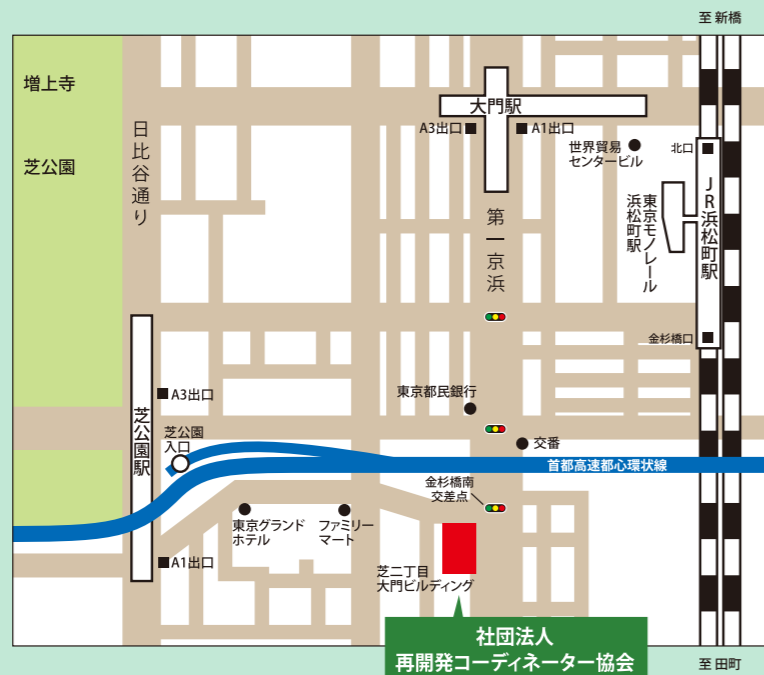 至 新橋
増上寺
芝公園
日比谷通り
大門駅
A3出口
A1出口
世界貿易
センタービル
北口
JR浜松町駅
東京モノレール
浜松町駅
第一京浜
金杉橋口
東京都民銀行
A3出口
芝公園駅
芝公園
入口
交番
首都高速都心環状線
金杉橋南
交差点
東京グランド
ホテル
ファミリー
マート
A1出口
芝二丁目
大門ビルディング
社団法人
再開発コーディネーター協会
至 田町